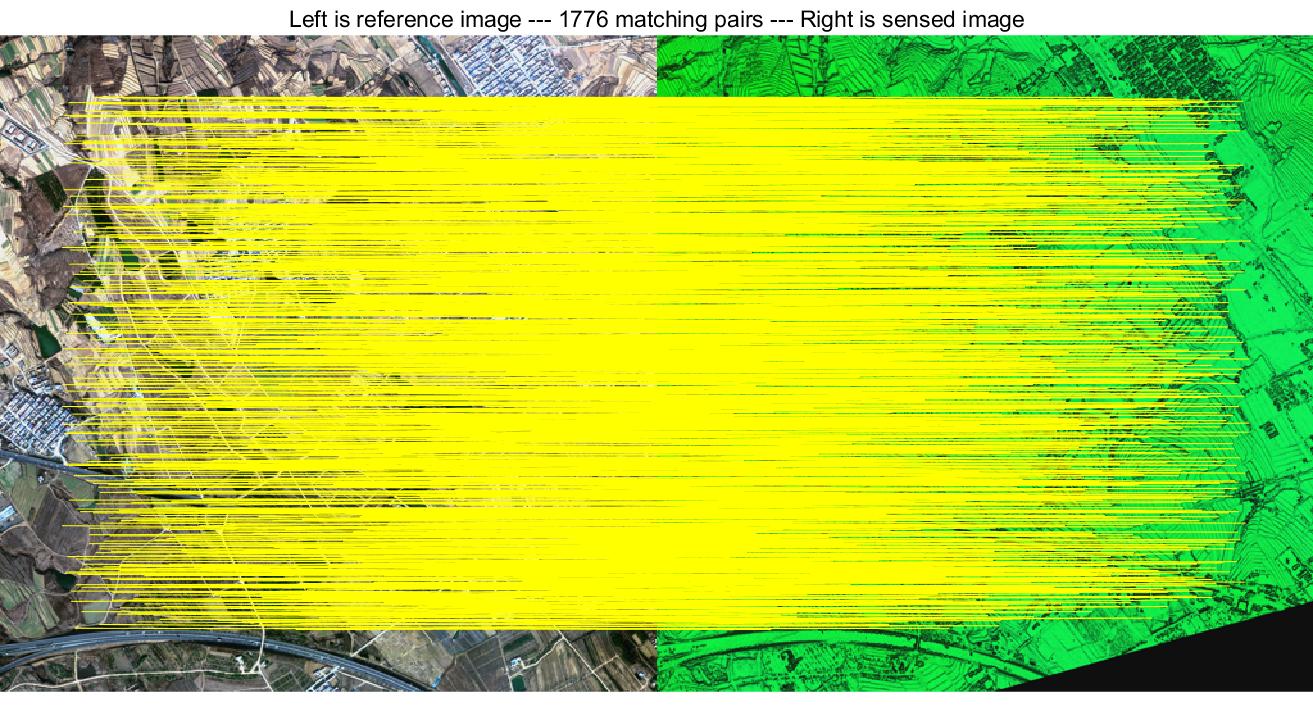 Left is reference image --- 1776 matching pairs --- Right is sensed image